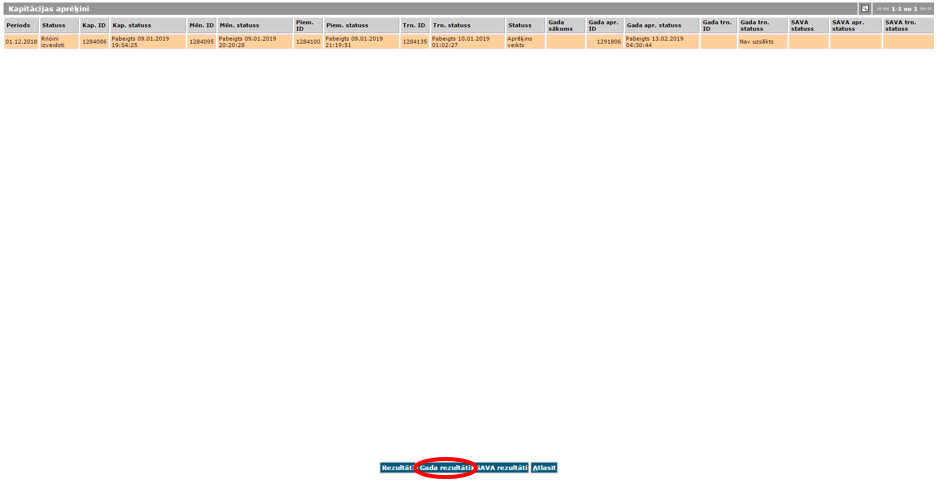 Kapitācijas aprēķini 1-1 no 1
Periods Statuss Kap. ID Kap. statuss Mēn. ID Mēn. statuss Piem. ID Piem. statuss Trn. ID Trn. statuss Statuss Gada sākums Gada apr. ID Gada apr. statuss Gada trn. ID Gada trn. statuss SAVA statuss SAVA apr. statuss SAVA trn. statuss
01.12.2018 Rēķini izveidoti 1284086 Pabeigts 09.01.2019 19:54:25 1284095 Pabeigts 09.01.2019 20:20:28 1284100 Pabeigts 09.01.2019 21:19:51 1284135 Pabeigts 10.01.2019 01:02:27 Aprēķins veikts 1291806 Pabeigts 13.02.2019 04:30:44 Nav uzsākts
Rezultāti Gada rezultāti SAVA rezultāti Atlasīt